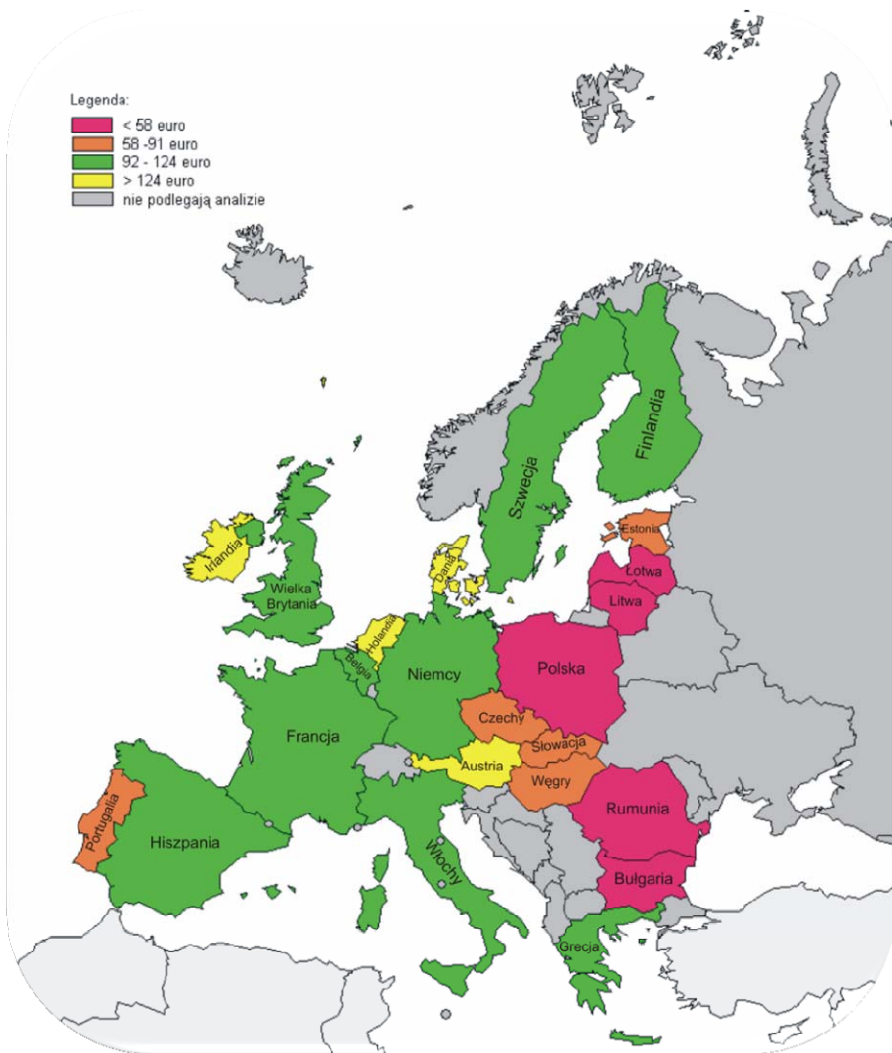 Legenda:
< 58 euro
58 -91 euro
92 - 124 euro
> 124 euro
nie podlegają analizie
Finlandia
Szwecja
Estonia
Irlandia
Dania
Łotwa
Litwa
Wielka
Brytania
Holandia
Belgia
Niemcy
Polska
Czechy
Francja
Słowacja
Austria
Węgry
Rumunia
Portugalia
Hiszpania
Włochy
Bułgaria
Grecja